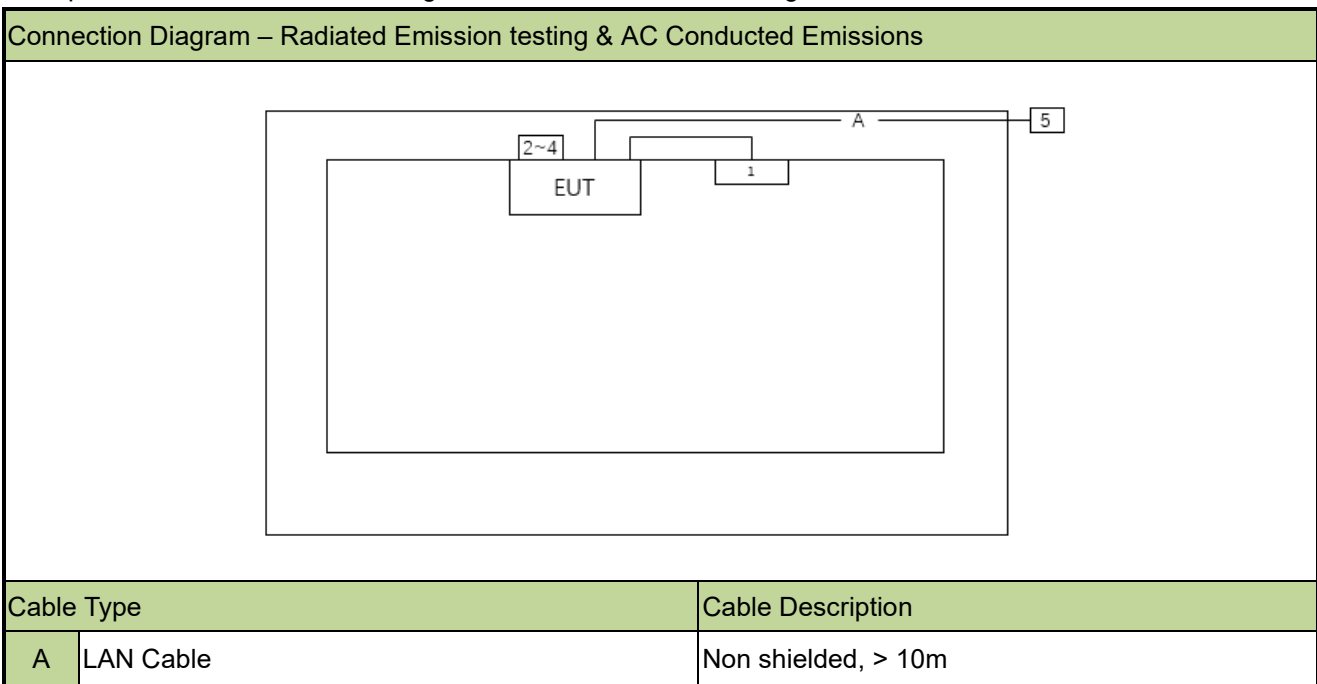 Connection Diagram – Radiated Emission testing & AC Conducted Emissions
A
5
2~4
1
EUT
Cable Type
Cable Description
A
LAN Cable
Non shielded, > 10m